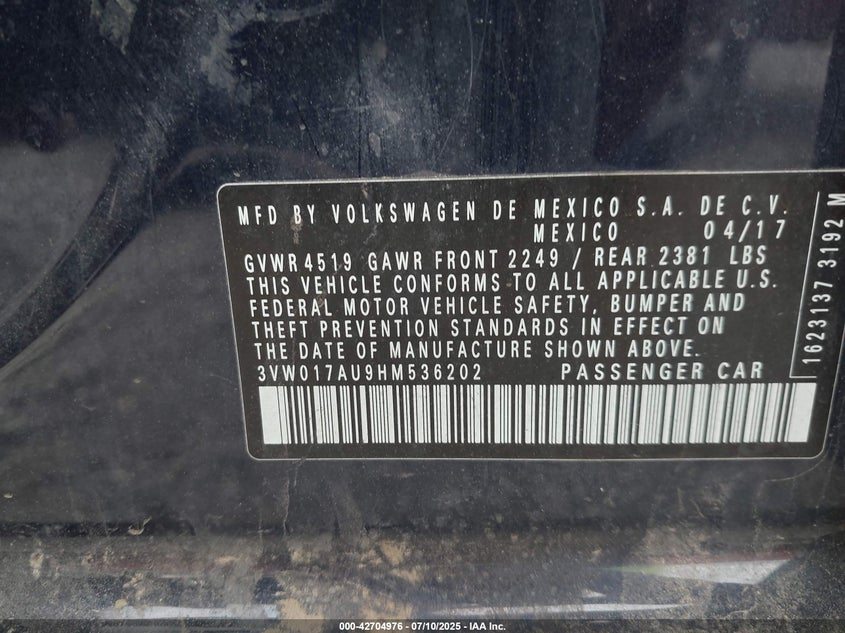 MFD BY VOLKSWAGEN DE MEXICO S.A. DE C.V.
MEXICO 04/17
GVWR 4519 GAWR FRONT 2249 / REAR 2381 LBS
THIS VEHICLE CONFORMS TO ALL APPLICABLE U.S.
FEDERAL MOTOR VEHICLE SAFETY, BUMPER AND
THEFT PREVENTION STANDARDS IN EFFECT ON
THE DATE OF MANUFACTURE SHOWN ABOVE.
3VW017AU9HM536202 PASSENGER CAR
1623137 3192 M
000-42704976 - 07/10/2025 - IAA Inc.